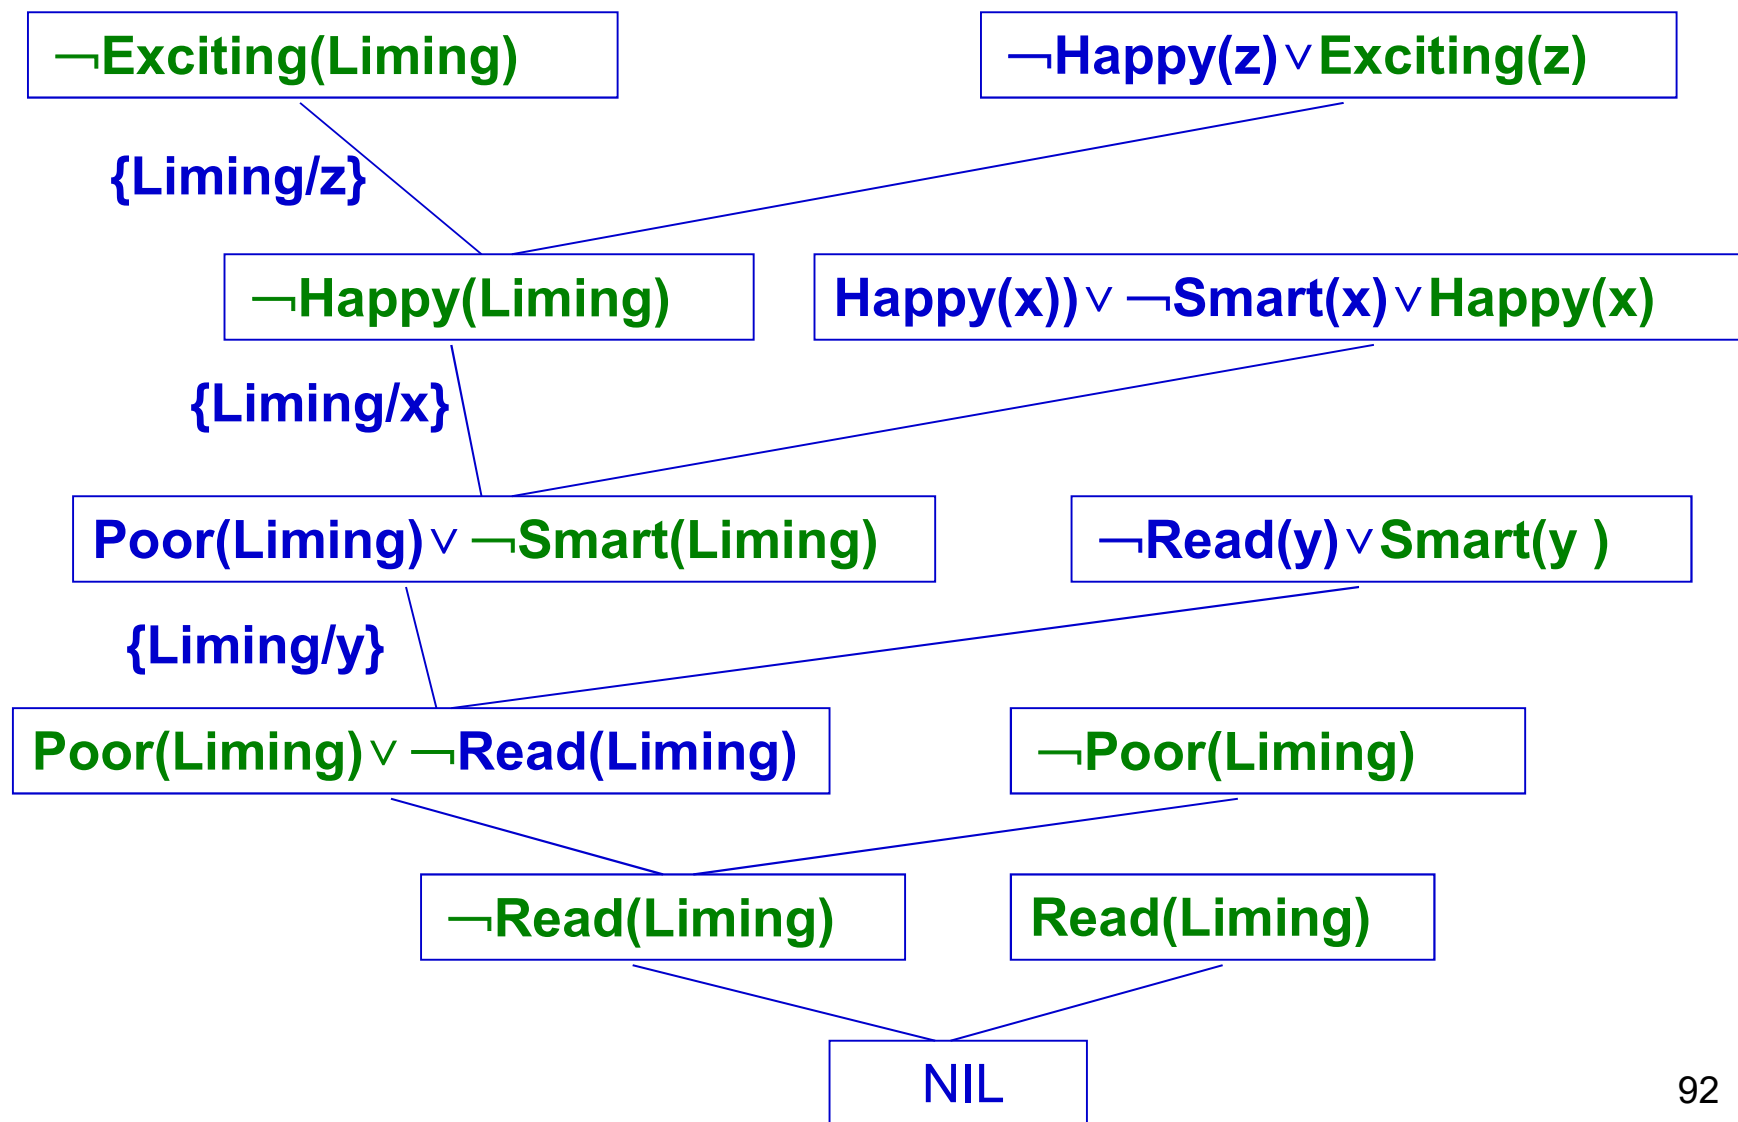 ¬Exciting(Liming)
¬Happy(z)∨Exciting(z)
{Liming/z}
¬Happy(Liming)
Happy(x))∨ ¬Smart(x)∨Happy(x)
{Liming/x}
Poor(Liming)∨ ¬Smart(Liming)
¬Read(y)∨Smart(y )
{Liming/y}
Poor(Liming)∨ ¬Read(Liming)
¬Poor(Liming)
¬Read(Liming)
Read(Liming)
NIL
92